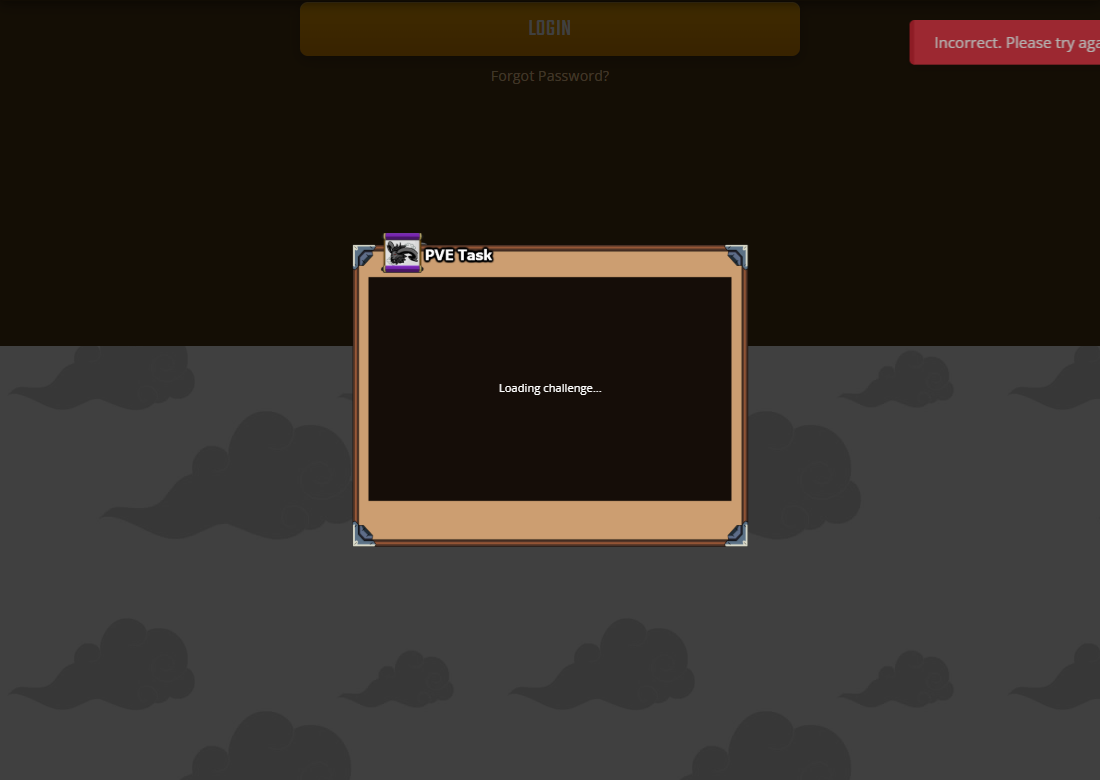 LOGIN
Incorrect. Please try aga
Forgot Password?
PVE Task
Loading challenge...